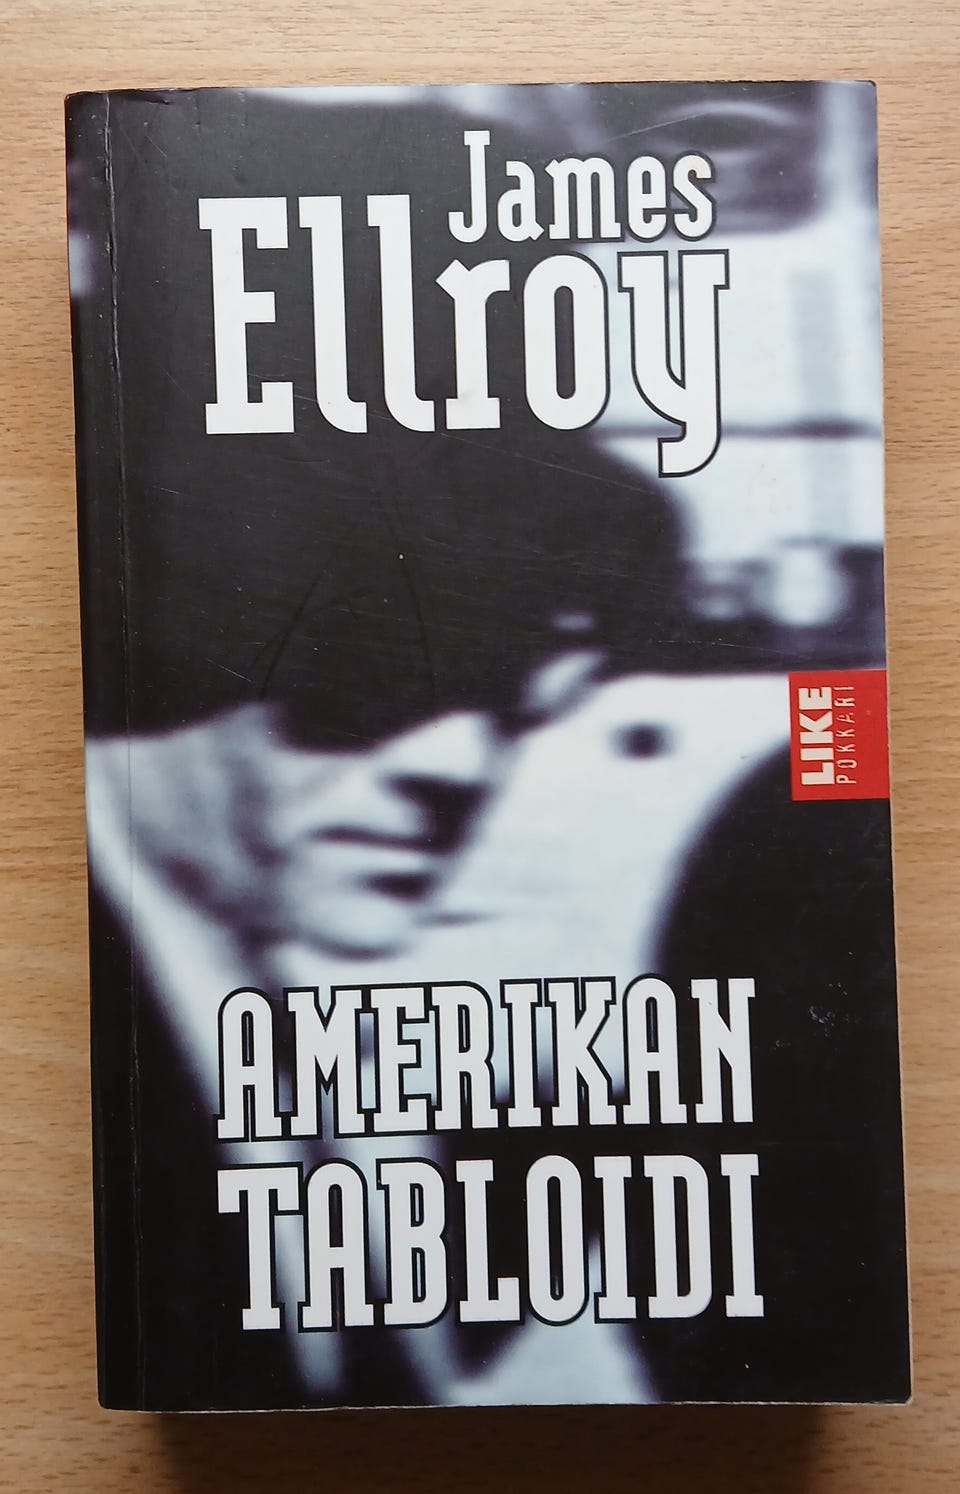 James
Ellroy
LIKE
POKKARI
AMERIKAN
TABLOIDI